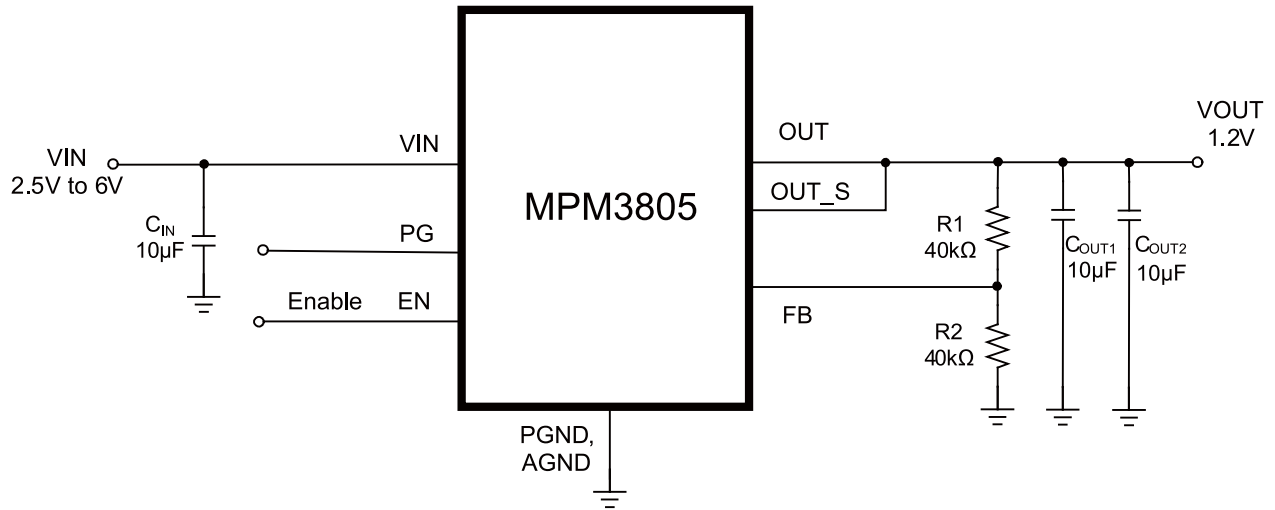 VIN
2.5V to 6V
CIN
10µF
VIN
PG
Enable
EN
MPM3805
PGND,
AGND
OUT
OUT_S
FB
R1
40kΩ
R2
40kΩ
COUT1
10µF
COUT2
10µF
VOUT
1.2V